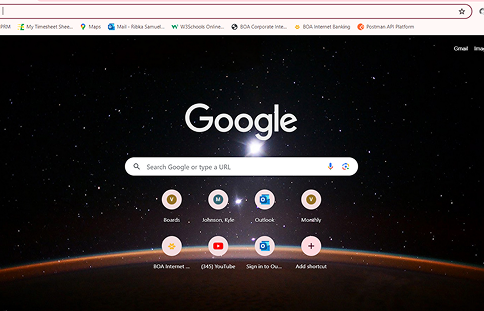 PRM My Timesheet Sheet... Maps Mail - Ribka Samuel... W3Schools Online... BOA Corporate Inte... BOA Internet Banking Postman API Platform
Gmail Imag
Google
Search Google or type a URL
V M V
Boards Johnson, Kyle Outlook Monthly
BOA Internet ... (345) YouTube Sign in to Ou... Add shortcut